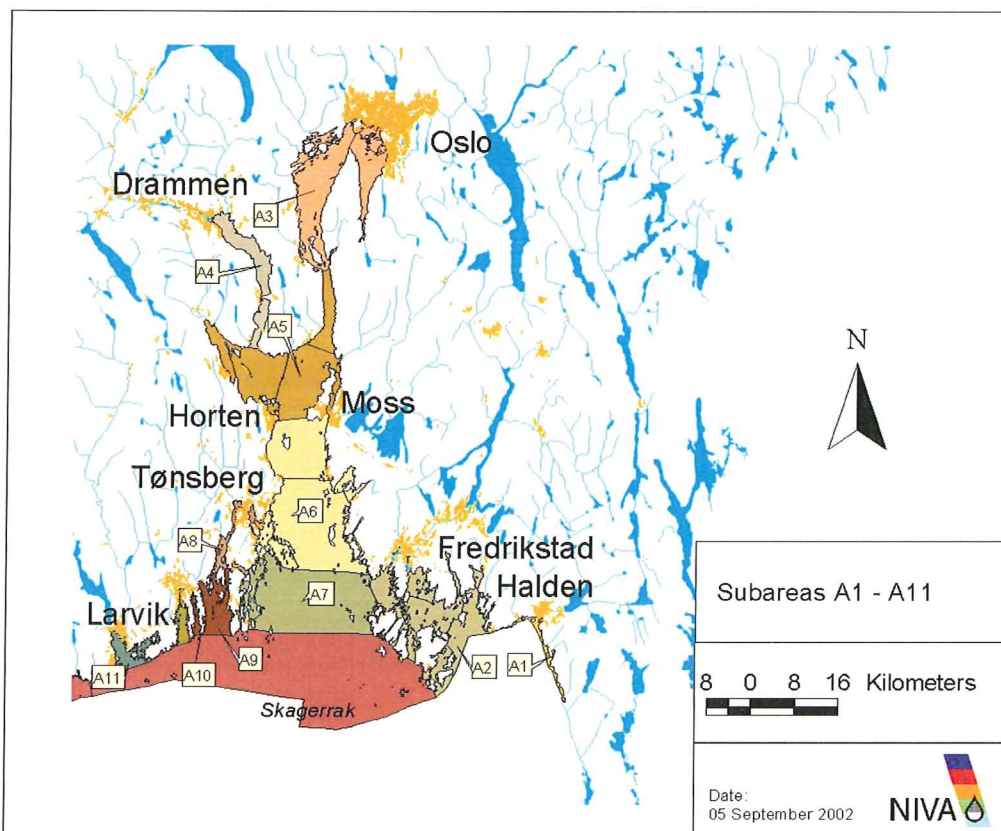 Oslo
Drammen
A3
A4
A5
Horten
Moss
Tønsberg
A6
A8
Fredrikstad
Halden
A7
Larvik
A11
A10
A9
A2
A1
Skagerrak
N
Subareas A1 - A11
8 0 8 16 Kilometers
Date:
05 September 2002
NIVA